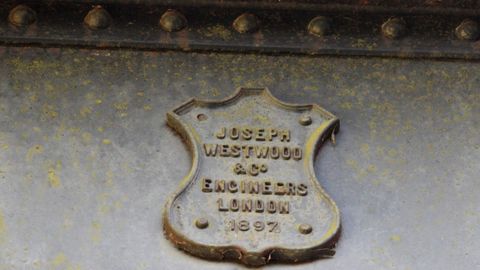 JOSEPH
WESTWOOD
& Co
ENGINEERS
LONDON
1897